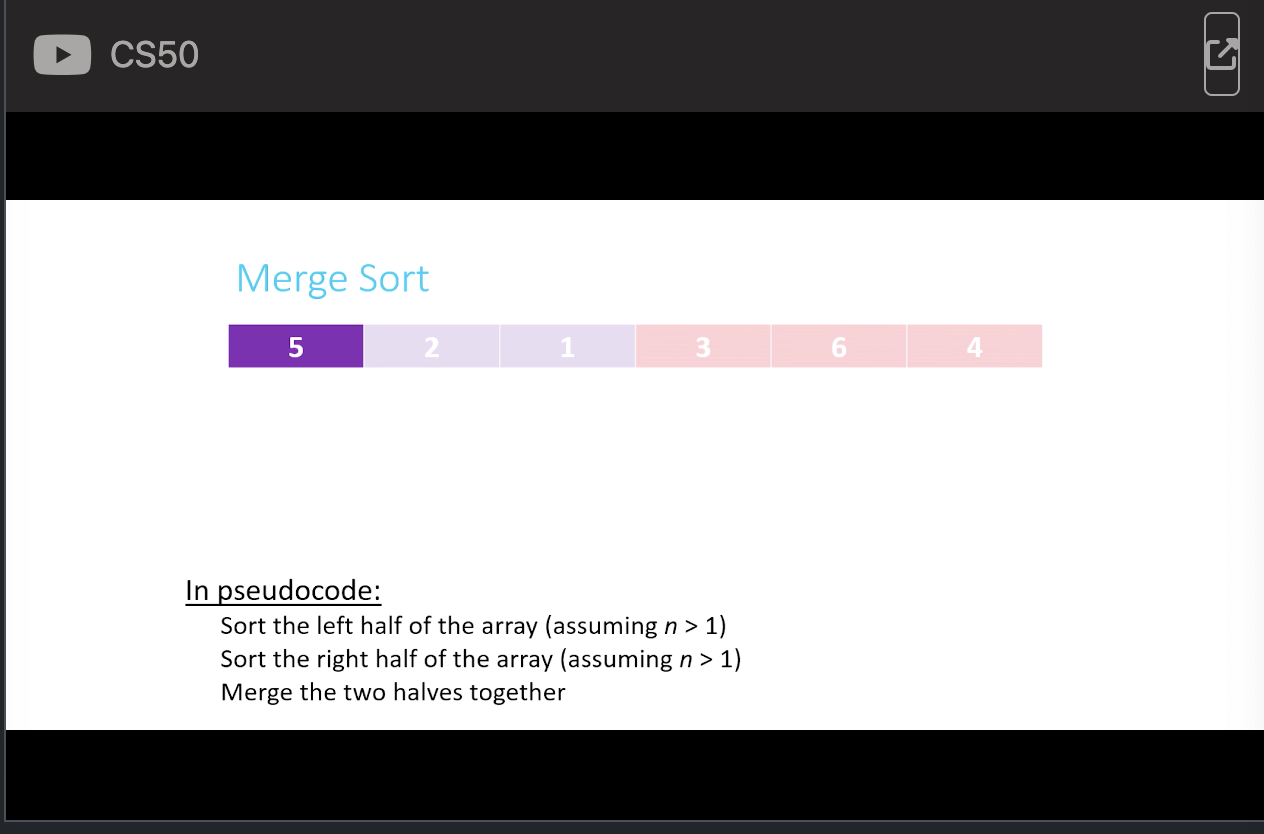 CS50
Merge Sort
5 2 1 3 6 4
In pseudocode:
Sort the left half of the array (assuming n > 1)
Sort the right half of the array (assuming n > 1)
Merge the two halves together